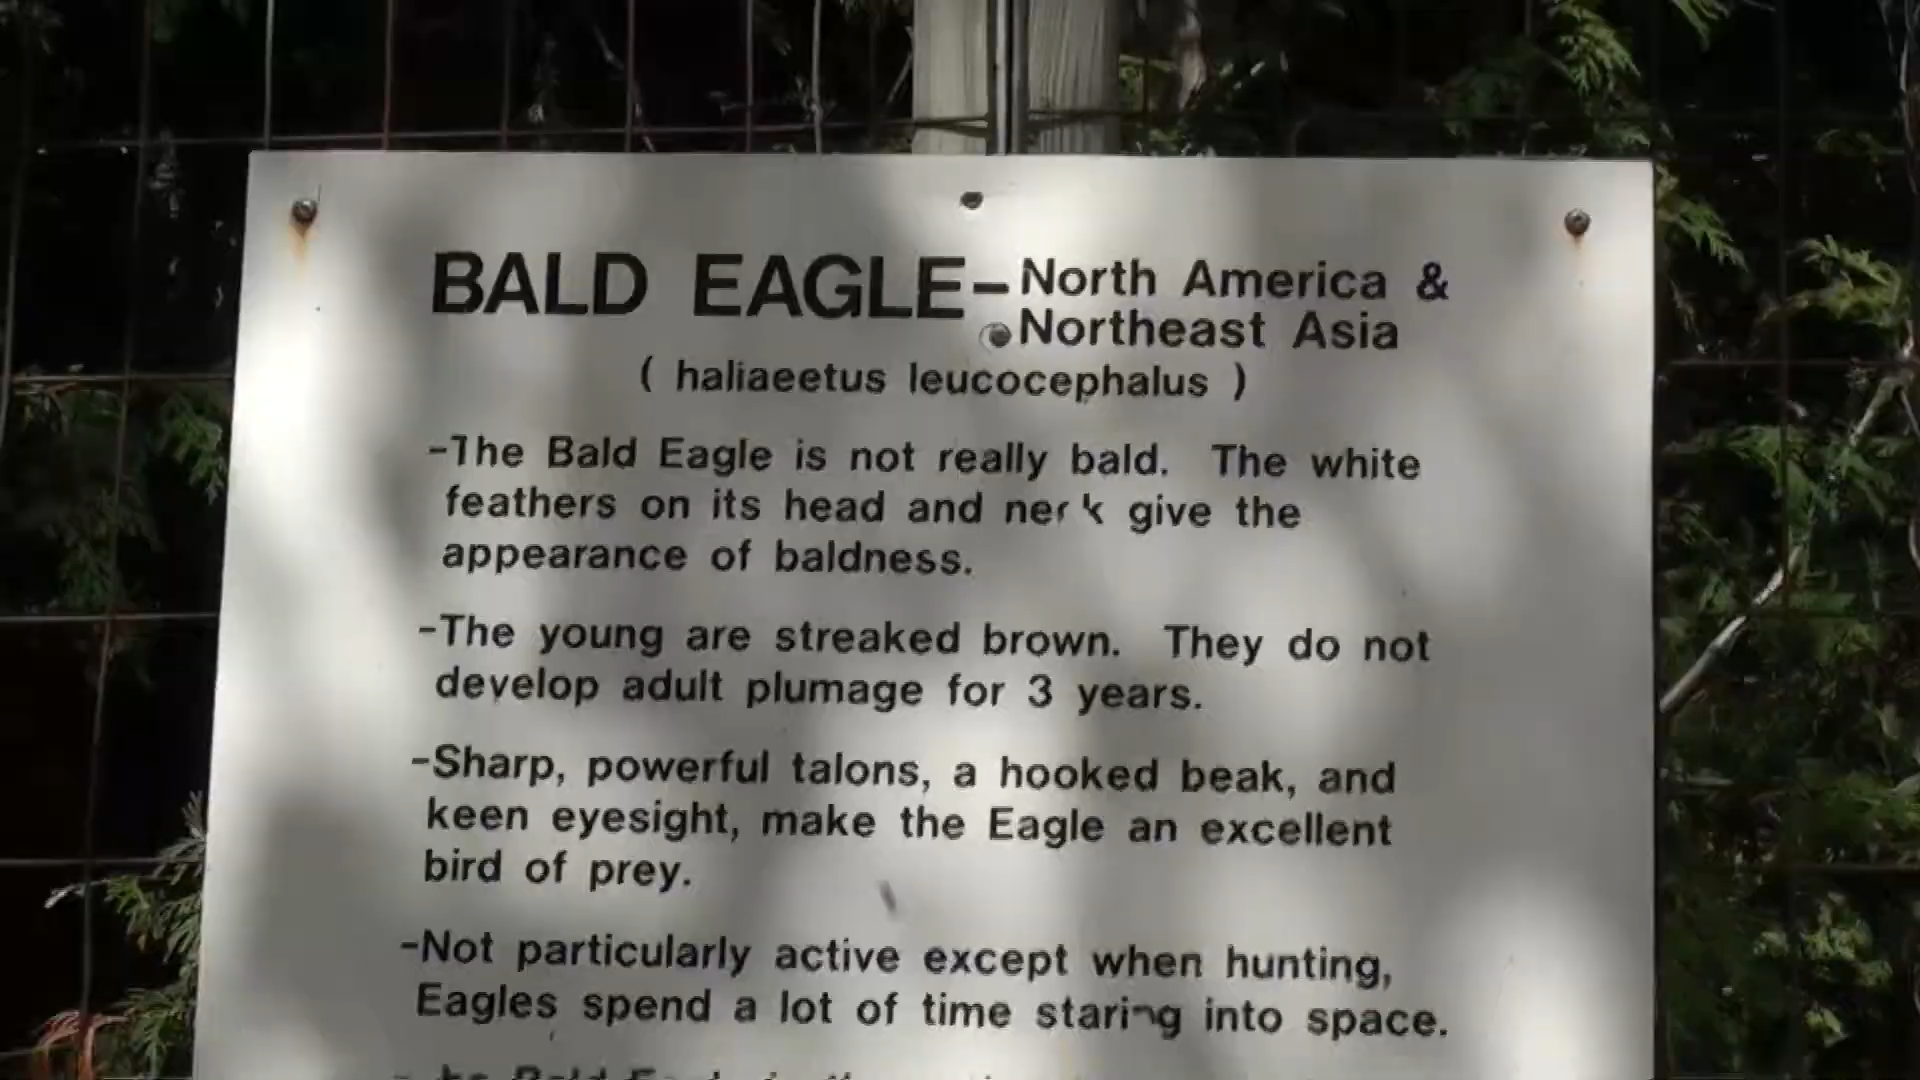 BALD EAGLE – North America &
Northeast Asia
( haliaeetus leucocephalus )
-The Bald Eagle is not really bald. The white
feathers on its head and neck give the
appearance of baldness.
-The young are streaked brown. They do not
develop adult plumage for 3 years.
-Sharp, powerful talons, a hooked beak, and
keen eyesight, make the Eagle an excellent
bird of prey.
-Not particularly active except when hunting,
Eagles spend a lot of time staring into space.